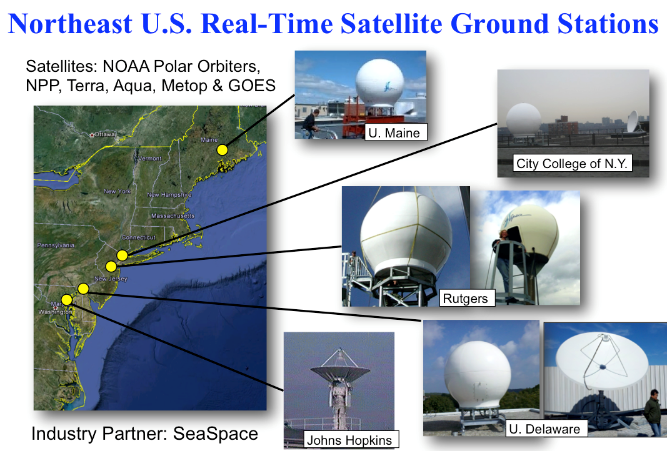 Northeast U.S. Real-Time Satellite Ground Stations
Satellites: NOAA Polar Orbiters,
NPP, Terra, Aqua, Metop & GOES
U. Maine
City College of N.Y.
Ottawa
Maine
Vermont
New York
New Hampshire
Massachusetts
Connecticut
Pennsylvania
New Jersey
Washington
Rutgers
U. Delaware
Johns Hopkins
Industry Partner: SeaSpace